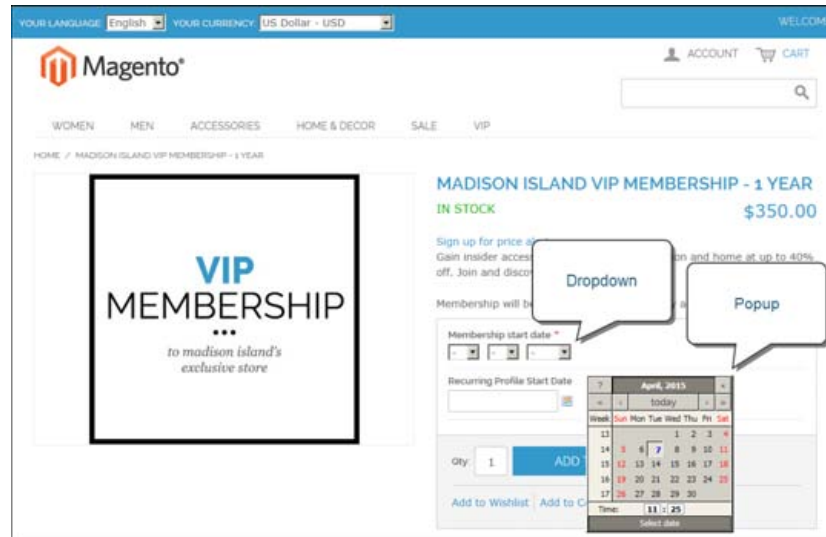 YOUR LANGUAGE: English YOUR CURRENCY: US Dollar - USD WELCOM
Magento®
ACCOUNT CART
WOMEN MEN ACCESSORIES HOME & DECOR SALE VIP
HOME / MADISON ISLAND VIP MEMBERSHIP - 1 YEAR
VIP
MEMBERSHIP
to madison island's
exclusive store
MADISON ISLAND VIP MEMBERSHIP - 1 YEAR
IN STOCK $350.00
Sign up for price
Gain insider acces on and home at up to 40%
off. Join and disco
Membership will b
Dropdown
Popup
Membership start date *
- - -
Recurring Profile Start Date
Qty: 1 ADD T
Add to Wishlist Add to Co
? April, 2015 ×
« ‹ today › »
Week Sun Mon Tue Wed Thu Fri Sat
13 1 2 3 4
14 5 6 7 8 9 10 11
15 12 13 14 15 16 17 18
16 19 20 21 22 23 24 25
17 26 27 28 29 30
Time: 11 : 25
Select date